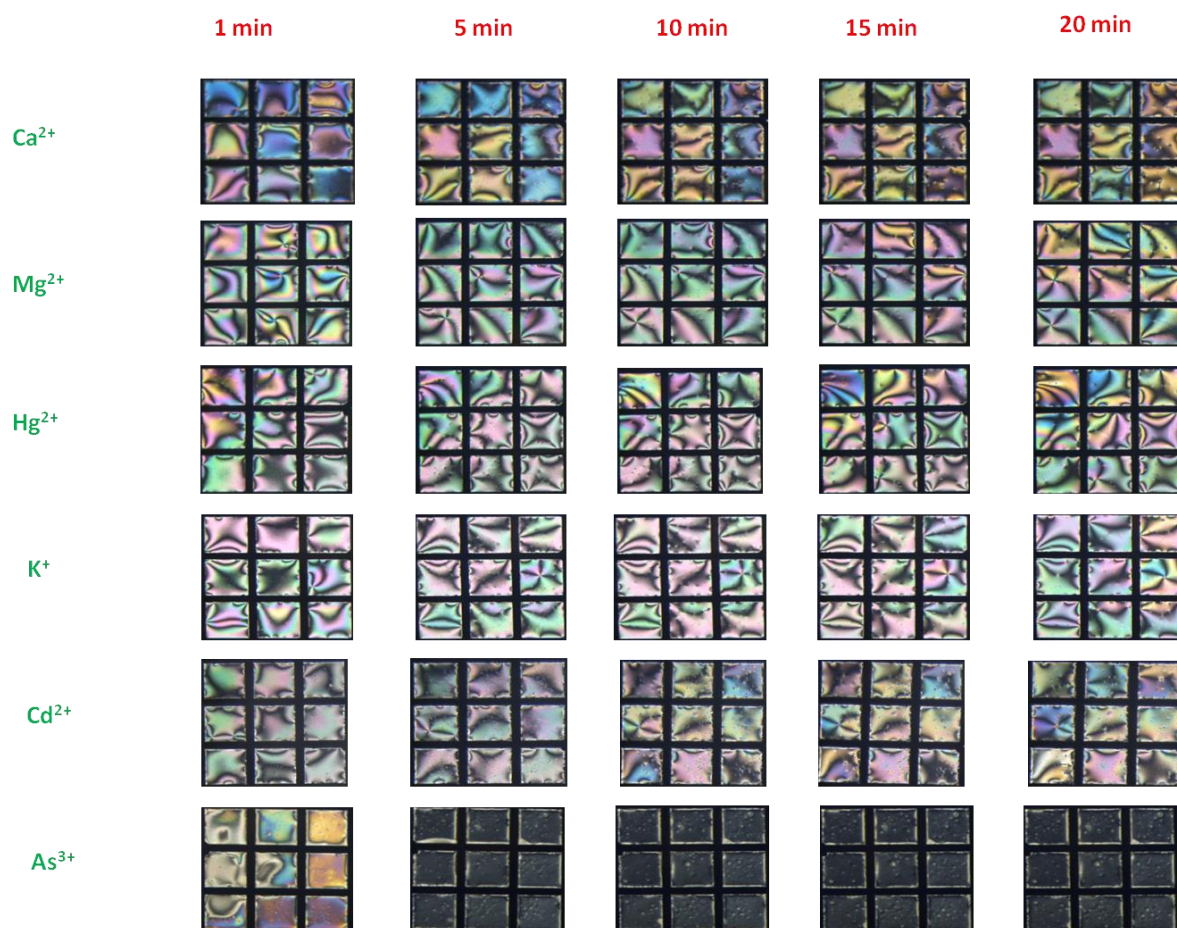 1 min 5 min 10 min 15 min 20 min
Ca²⁺
Mg²⁺
Hg²⁺
K⁺
Cd²⁺
As³⁺